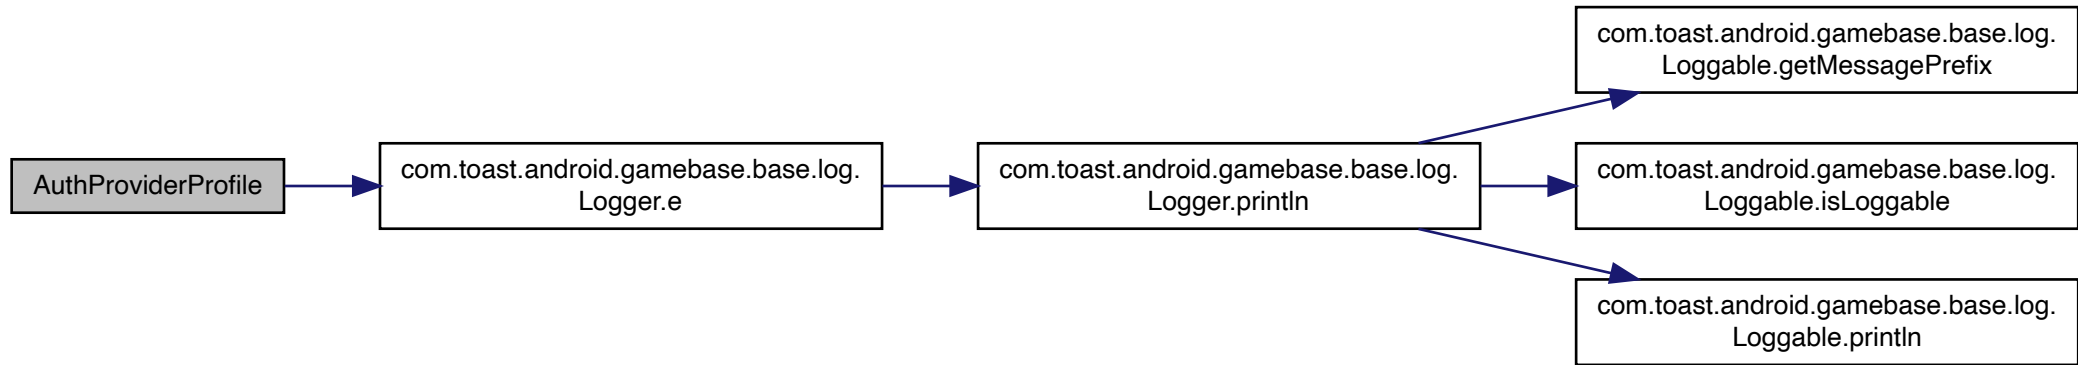 AuthProviderProfile
com.toast.android.gamebase.base.log.
Logger.e
com.toast.android.gamebase.base.log.
Logger.println
com.toast.android.gamebase.base.log.
Loggable.getMessagePrefix
com.toast.android.gamebase.base.log.
Loggable.isLoggable
com.toast.android.gamebase.base.log.
Loggable.println